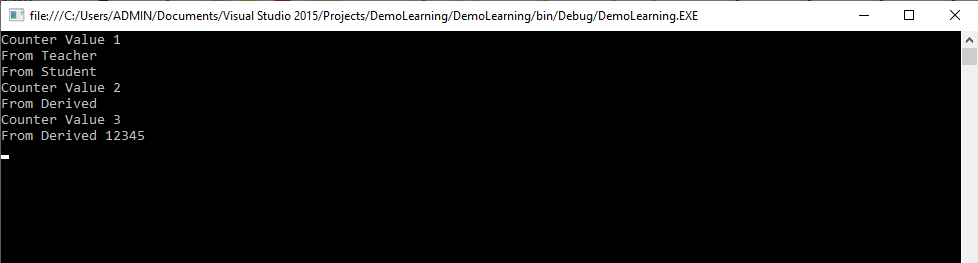 file:///C:/Users/ADMIN/Documents/Visual Studio 2015/Projects/DemoLearning/DemoLearning/bin/Debug/DemoLearning.EXE
Counter Value 1
From Teacher
From Student
Counter Value 2
From Derived
Counter Value 3
From Derived 12345